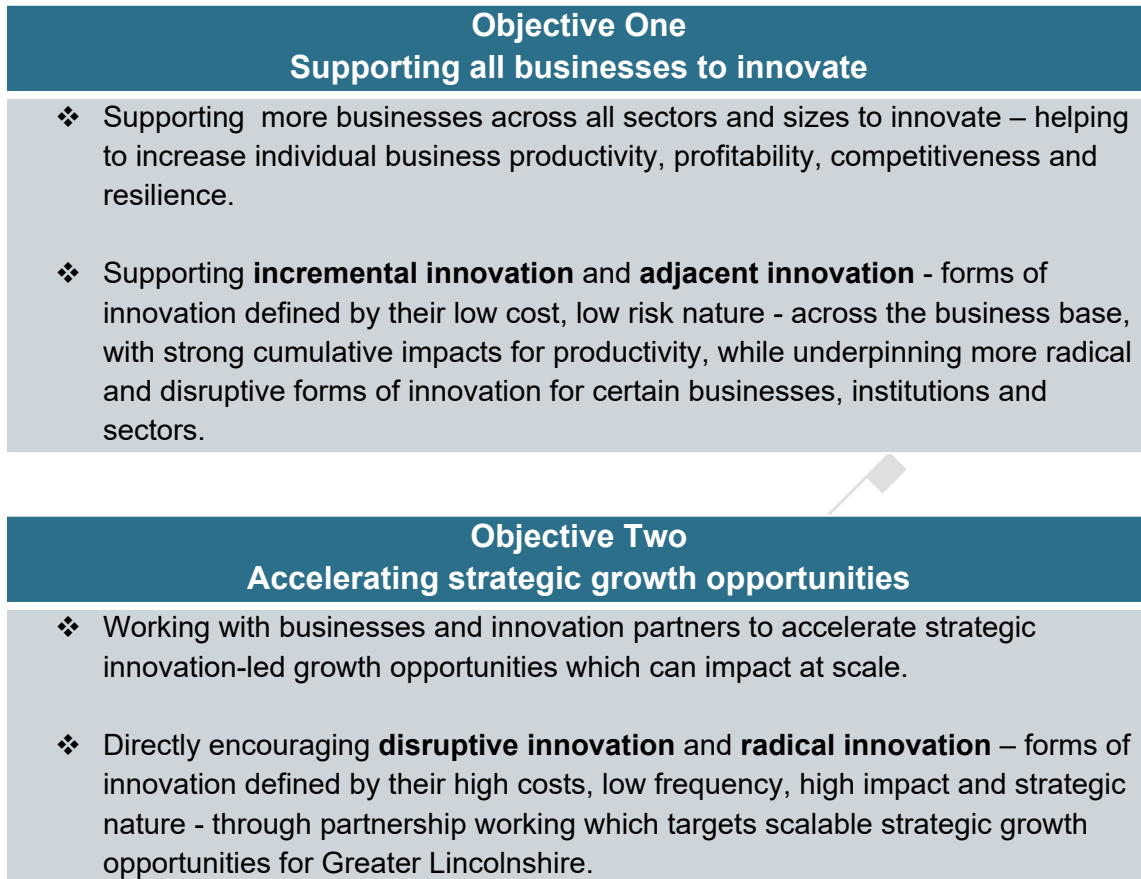 Objective One
Supporting all businesses to innovate
❖ Supporting  more businesses across all sectors and sizes to innovate – helping
to increase individual business productivity, profitability, competitiveness and
resilience.
❖ Supporting incremental innovation and adjacent innovation - forms of
innovation defined by their low cost, low risk nature - across the business base,
with strong cumulative impacts for productivity, while underpinning more radical
and disruptive forms of innovation for certain businesses, institutions and
sectors.
Objective Two
Accelerating strategic growth opportunities
❖ Working with businesses and innovation partners to accelerate strategic
innovation-led growth opportunities which can impact at scale.
❖ Directly encouraging disruptive innovation and radical innovation – forms of
innovation defined by their high costs, low frequency, high impact and strategic
nature - through partnership working which targets scalable strategic growth
opportunities for Greater Lincolnshire.